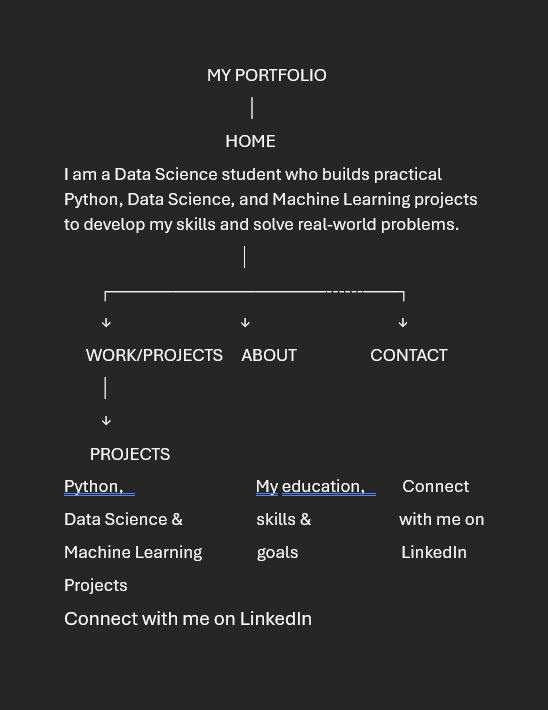 MY PORTFOLIO
│
HOME
I am a Data Science student who builds practical
Python, Data Science, and Machine Learning projects
to develop my skills and solve real-world problems.
│
┌──────────────────┐
↓ ↓ ↓
WORK/PROJECTS ABOUT CONTACT
│
↓
PROJECTS
Python, My education, Connect
Data Science & skills & with me on
Machine Learning goals LinkedIn
Projects
Connect with me on LinkedIn